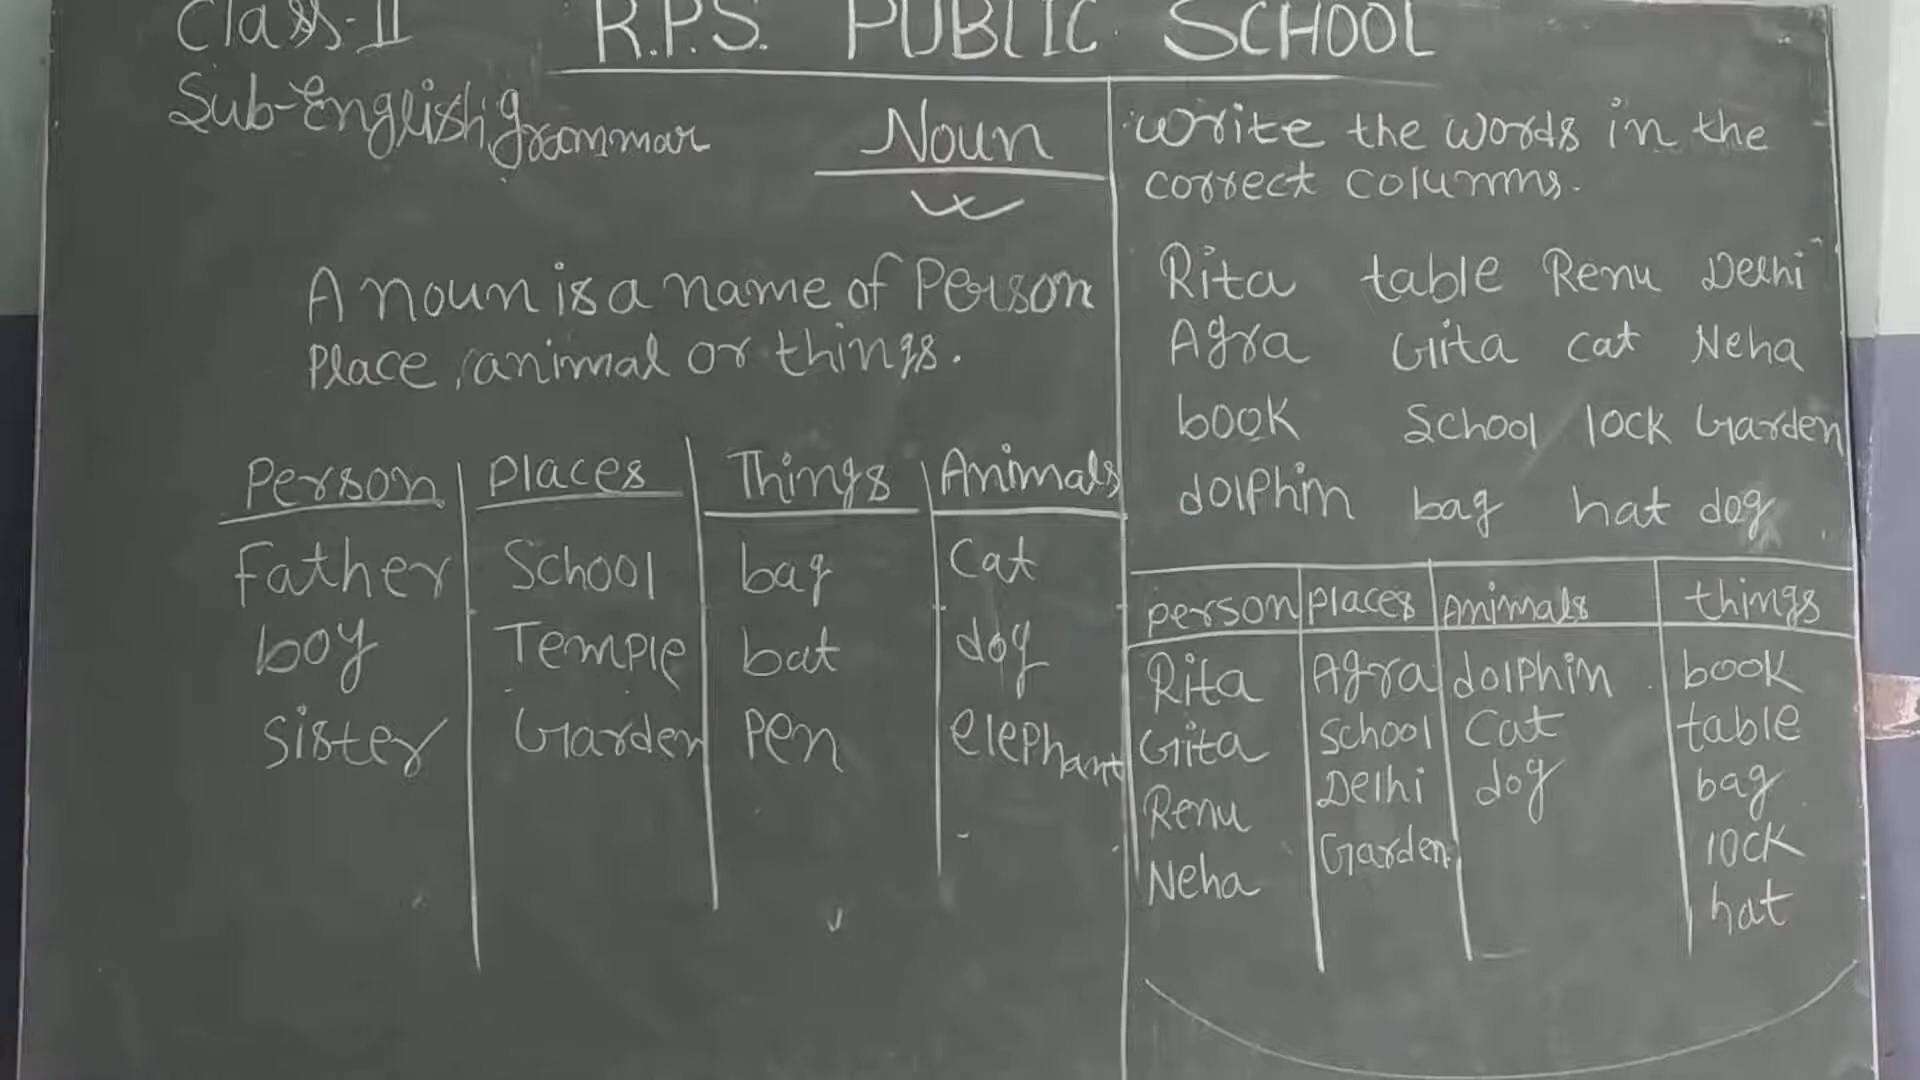 Class-II R.P.S. PUBLIC SCHOOL
Sub-English grammar
Noun
A noun is a name of Person
Place, animal or things.
Person Places Things Animals
Father School bag Cat
boy Temple bat dog
Sister Garden Pen elephant
write the words in the
correct columns.
Rita table Renu Delhi
Agra Gita cat Neha
book School lock Garden
dolphin bag hat dog
person places Animals things
Rita Agra dolphin book
Gita School Cat table
Renu Delhi dog bag
Neha Garden lock
hat